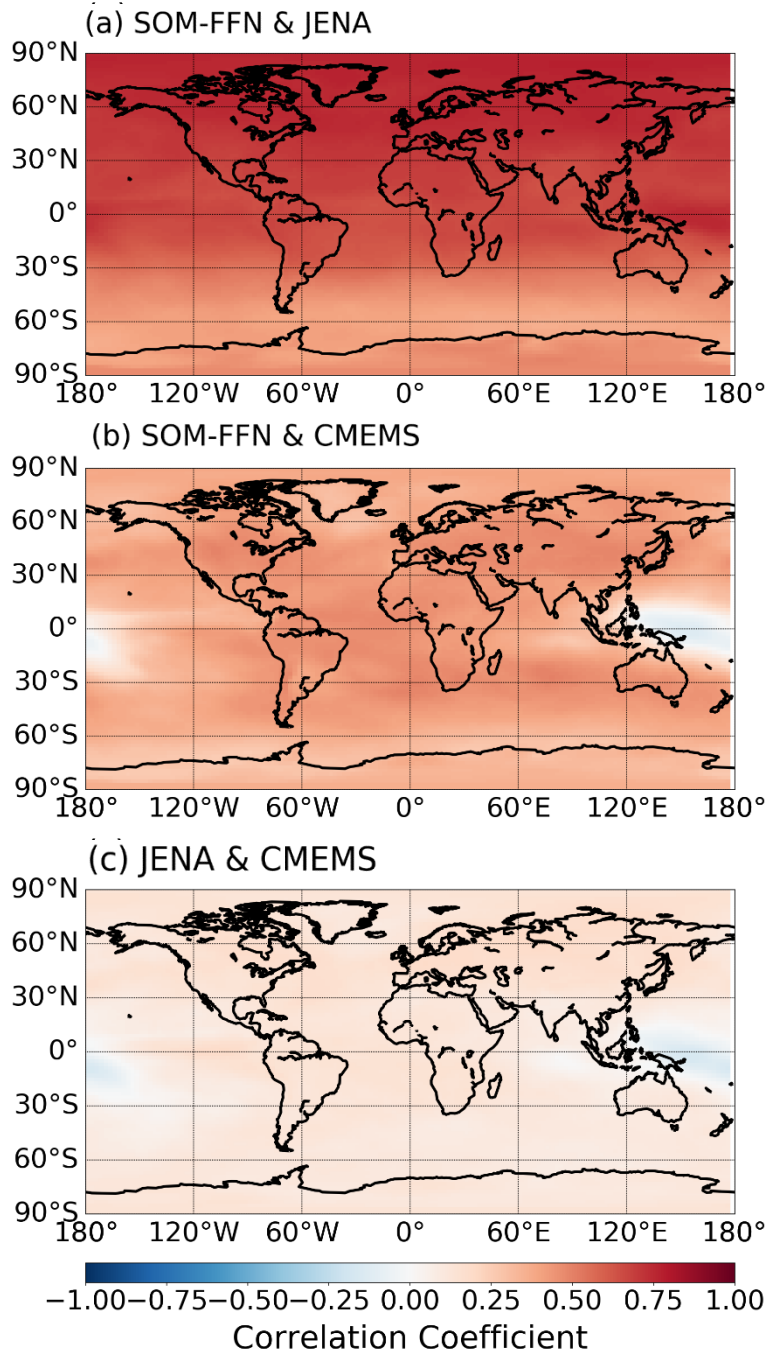 (a) SOM-FFN & JENA
90°N
60°N
30°N
0°
30°S
60°S
90°S
180° 120°W 60°W 0° 60°E 120°E 180°
(b) SOM-FFN & CMEMS
90°N
60°N
30°N
0°
30°S
60°S
90°S
180° 120°W 60°W 0° 60°E 120°E 180°
(c) JENA & CMEMS
90°N
60°N
30°N
0°
30°S
60°S
90°S
180° 120°W 60°W 0° 60°E 120°E 180°
−1.00 −0.75 −0.50 −0.25 0.00 0.25 0.50 0.75 1.00
Correlation Coefficient